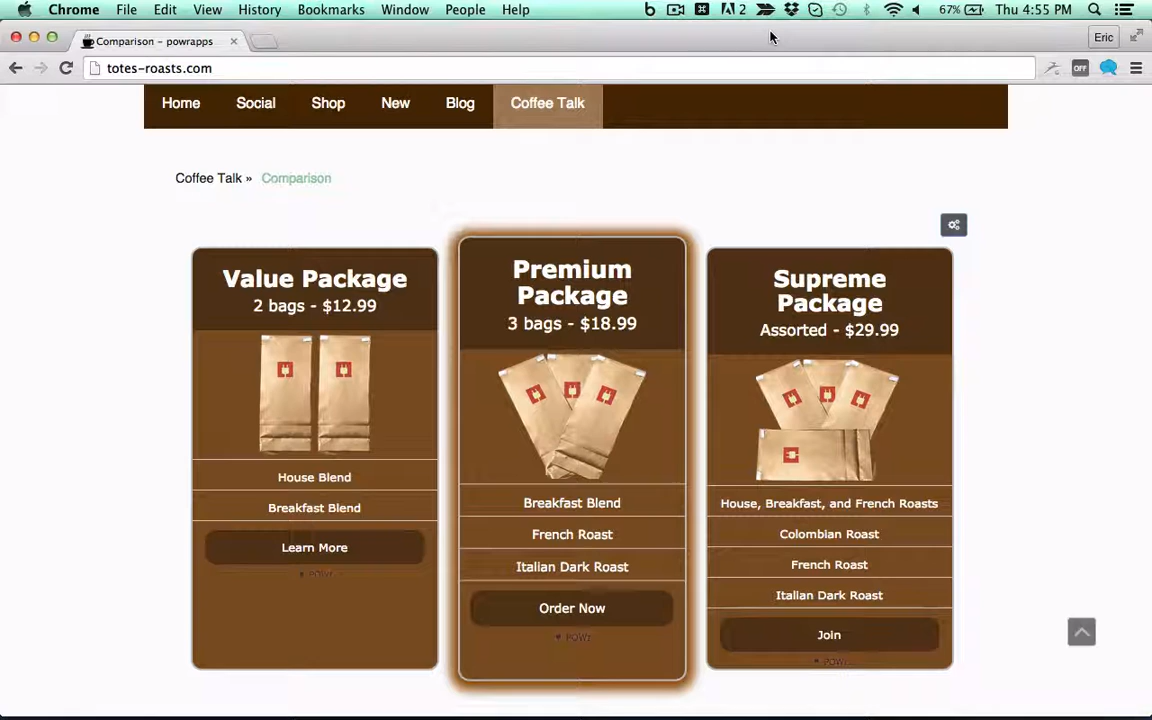 Chrome File Edit View History Bookmarks Window People Help 2 67% Thu 4:55 PM
Comparison - powrapps Eric
totes-roasts.com OFF
Home Social Shop New Blog Coffee Talk
Coffee Talk » Comparison
Value Package
2 bags - $12.99
House Blend
Breakfast Blend
Learn More
Premium
Package
3 bags - $18.99
Breakfast Blend
French Roast
Italian Dark Roast
Order Now
POWr
Supreme
Package
Assorted - $29.99
House, Breakfast, and French Roasts
Colombian Roast
French Roast
Italian Dark Roast
Join